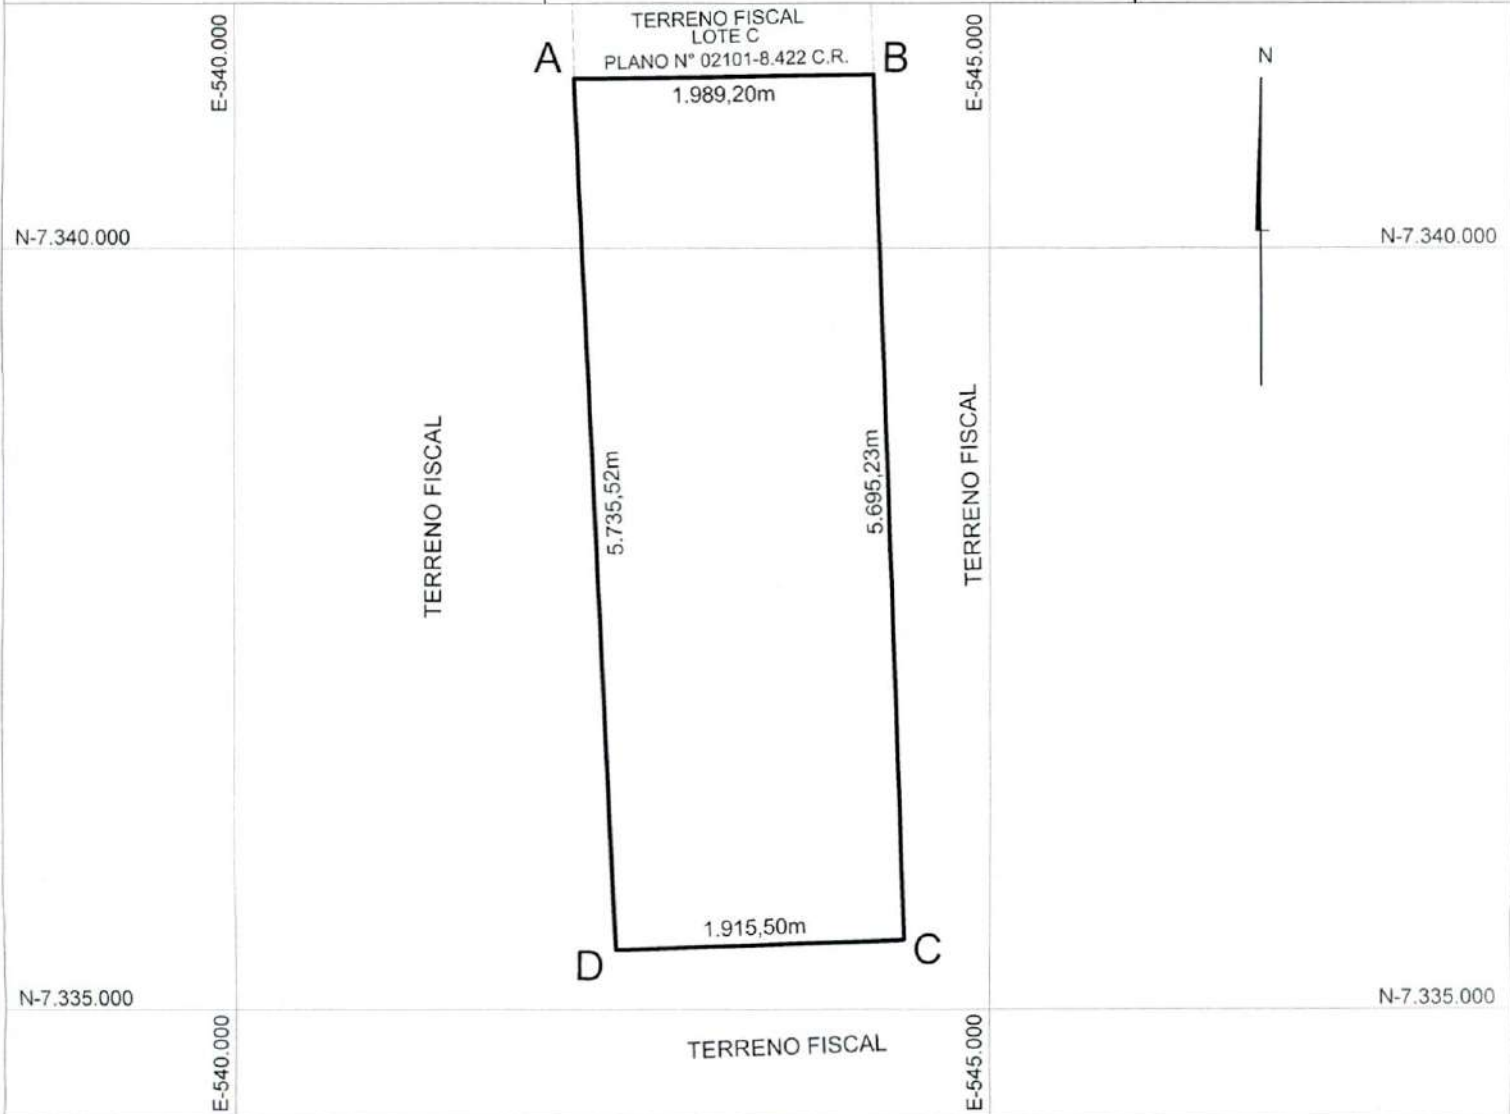 E-540.000
TERRENO FISCAL
LOTE C
PLANO N° 02101-8.422 C.R.
E-545.000
A
B
N
1.989,20m
N-7.340.000
N-7.340.000
TERRENO FISCAL
5.735,52m
5.695,23m
TERRENO FISCAL
1.915,50m
D
C
N-7.335.000
N-7.335.000
E-540.000
TERRENO FISCAL
E-545.000